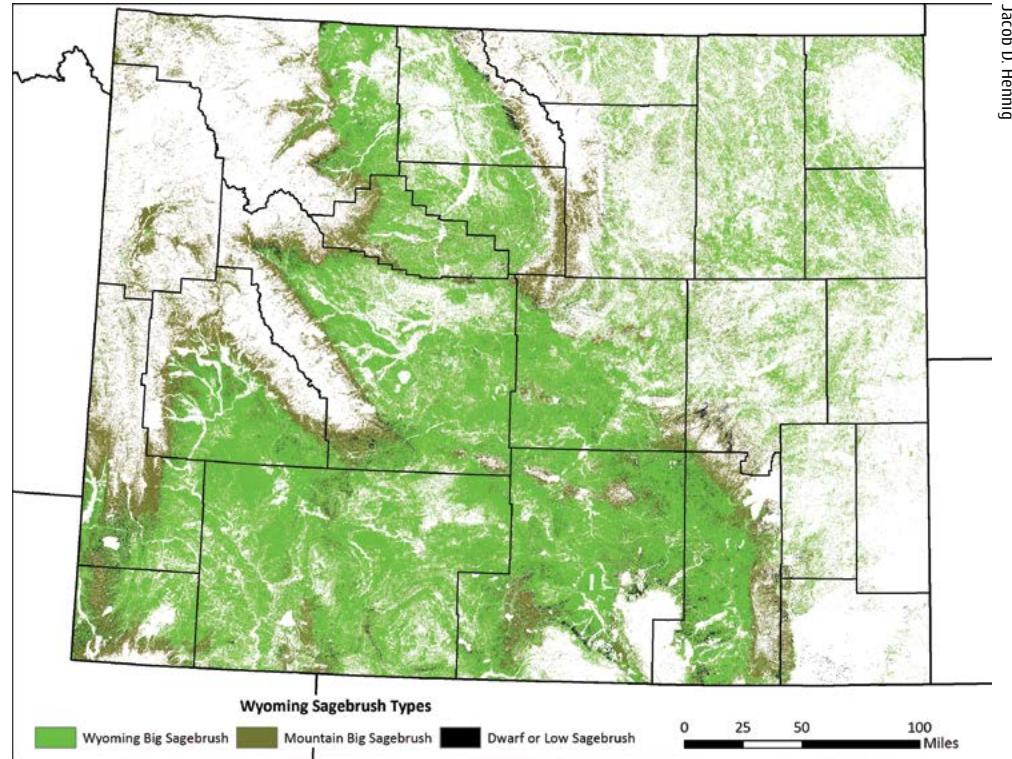 Jacob D. Hennig
Wyoming Sagebrush Types
Wyoming Big Sagebrush
Mountain Big Sagebrush
Dwarf or Low Sagebrush
0 25 50 100
Miles